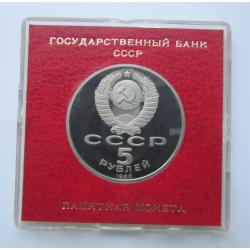 ГОСУДАРСТВЕННЫЙ БАНК
СССР
СССР
5
РУБЛЕЙ
ПАМЯТНАЯ МОНЕТА